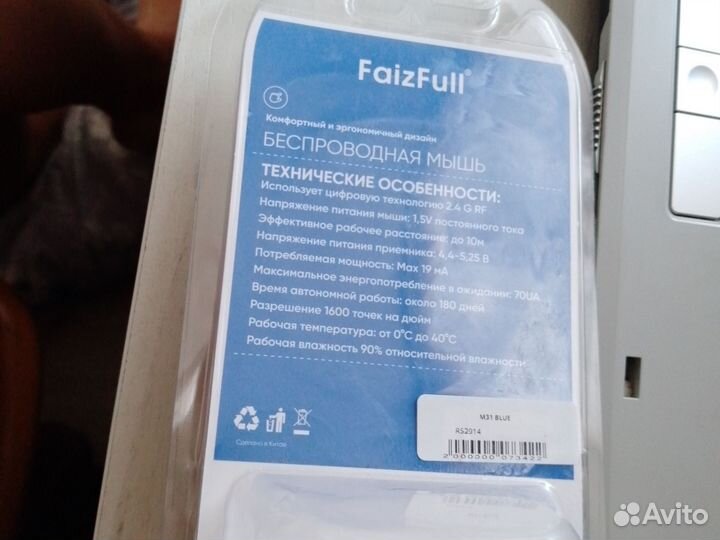 FaizFull®
Комфортный и эргономичный дизайн
БЕСПРОВОДНАЯ МЫШЬ
ТЕХНИЧЕСКИЕ ОСОБЕННОСТИ:
Использует цифровую технологию 2.4 G RF
Напряжение питания мыши: 1,5V постоянного тока
Эффективное рабочее расстояние: до 10м
Напряжение питания приемника: 4,4-5,25 В
Потребляемая мощность: Max 19 мА
Максимальное энергопотребление в ожидании: 70UA
Время автономной работы: около 180 дней
Разрешение 1600 точек на дюйм
Рабочая температура: от 0°C до 40°C
Рабочая влажность 90% относительной влажности
Сделано в Китае
M31 BLUE
RS2914
2000000073422
Avito